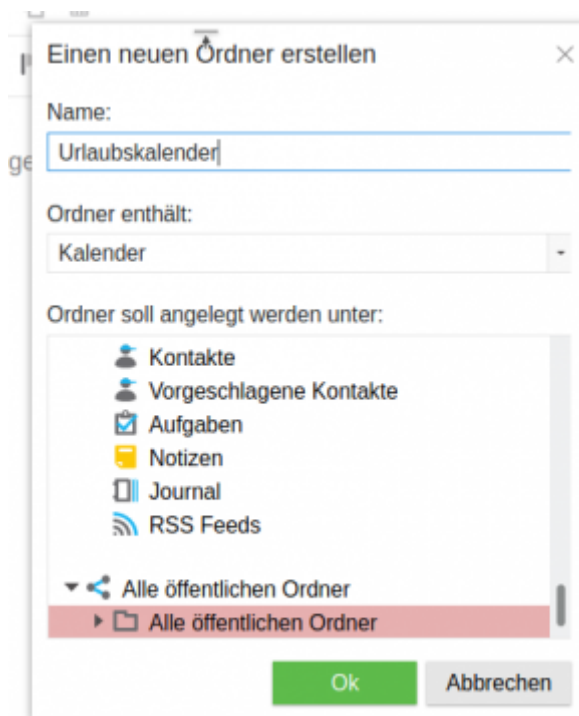 Einen neuen Ordner erstellen
Name:
Urlaubskalender
Ordner enthält:
Kalender
Ordner soll angelegt werden unter:
Kontakte
Vorgeschlagene Kontakte
Aufgaben
Notizen
Journal
RSS Feeds
Alle öffentlichen Ordner
Alle öffentlichen Ordner
Ok
Abbrechen